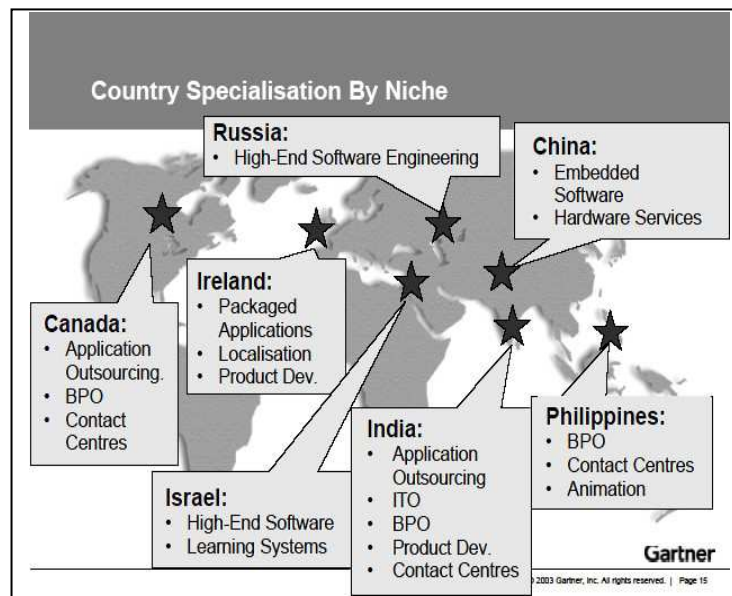 Country Specialisation By Niche
Russia:
• High-End Software Engineering
China:
• Embedded
Software
• Hardware Services
Ireland:
• Packaged
Applications
• Localisation
• Product Dev.
Canada:
• Application
Outsourcing.
• BPO
• Contact
Centres
India:
• Application
Outsourcing
• ITO
• BPO
• Product Dev.
• Contact Centres
Philippines:
• BPO
• Contact Centres
• Animation
Israel:
• High-End Software
• Learning Systems
Gartner
2003 Gartner, Inc. All rights reserved. | Page 15